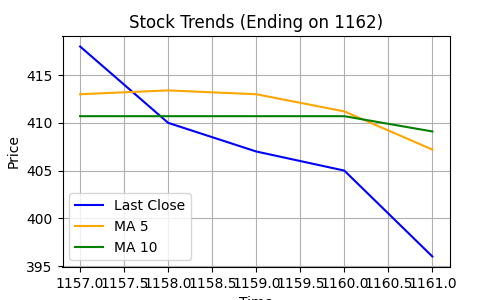 Stock Trends (Ending on 1162)
Price
415
410
405
400
395
Last Close
MA 5
MA 10
1157.0 1157.5 1158.0 1158.5 1159.0 1159.5 1160.0 1160.5 1161.0
Time